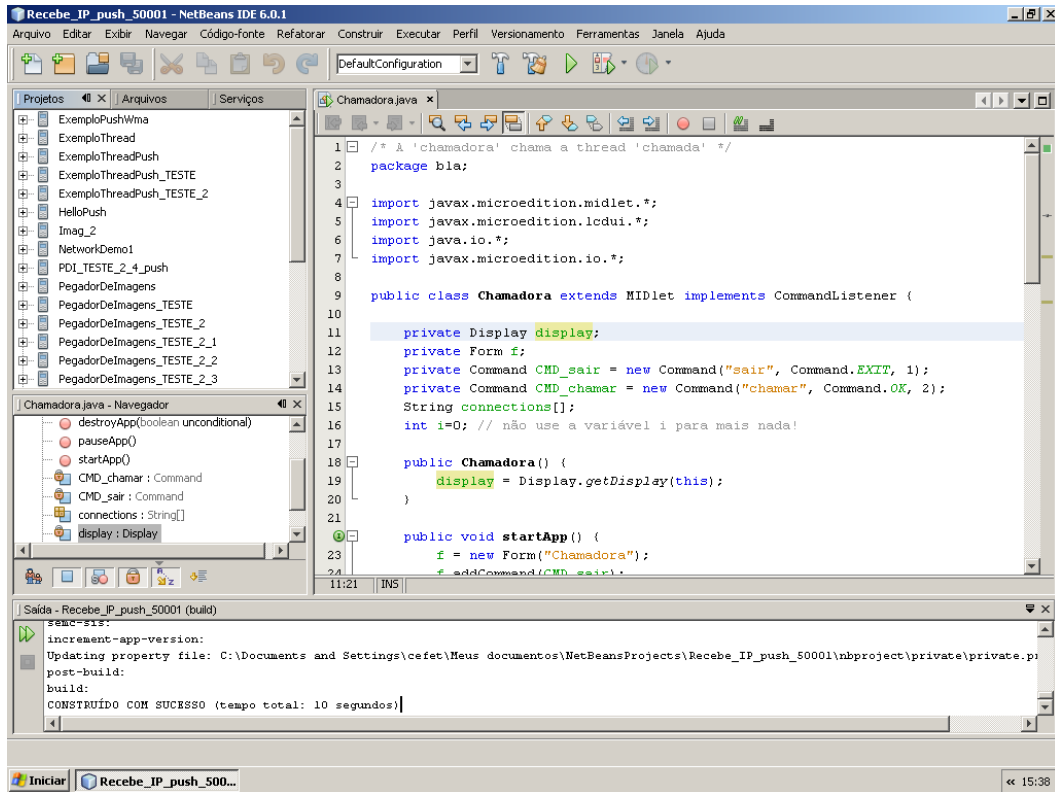 Recebe_IP_push_50001 - NetBeans IDE 6.0.1
Arquivo Editar Exibir Navegar Código-fonte Refatorar Construir Executar Perfil Versionamento Ferramentas Janela Ajuda
DefaultConfiguration
Projetos Arquivos Serviços
ExemploPushWma
ExemploThread
ExemploThreadPush
ExemploThreadPush_TESTE
ExemploThreadPush_TESTE_2
HelloPush
Imag_2
NetworkDemo1
PDI_TESTE_2_4_push
PegadorDeImagens
PegadorDeImagens_TESTE
PegadorDeImagens_TESTE_2
PegadorDeImagens_TESTE_2_1
PegadorDeImagens_TESTE_2_2
PegadorDeImagens_TESTE_2_3
Chamadora.java - Navegador
destroyApp(boolean unconditional)
pauseApp()
startApp()
CMD_chamar : Command
CMD_sair : Command
connections : String[]
display : Display
Chamadora.java
1 /* A 'chamadora' chama a thread 'chamada' */
2 package bla;
3
4 import javax.microedition.midlet.*;
5 import javax.microedition.lcdui.*;
6 import java.io.*;
7 import javax.microedition.io.*;
8
9 public class Chamadora extends MIDlet implements CommandListener {
10
11 private Display display;
12 private Form f;
13 private Command CMD_sair = new Command("sair", Command.EXIT, 1);
14 private Command CMD_chamar = new Command("chamar", Command.OK, 2);
15 String connections[];
16 int i=0; // não use a variável i para mais nada!
17
18 public Chamadora() {
19 display = Display.getDisplay(this);
20 }
21
public void startApp() {
23 f = new Form("Chamadora");
24 f.addCommand(CMD_sair);
11:21 INS
Saída - Recebe_IP_push_50001 (build)
semc-sis:
increment-app-version:
Updating property file: C:\Documents and Settings\cefet\Meus documentos\NetBeansProjects\Recebe_IP_push_50001\nbproject\private\private.pr
post-build:
build:
CONSTRUÍDO COM SUCESSO (tempo total: 10 segundos)
Iniciar Recebe_IP_push_500... « 15:38